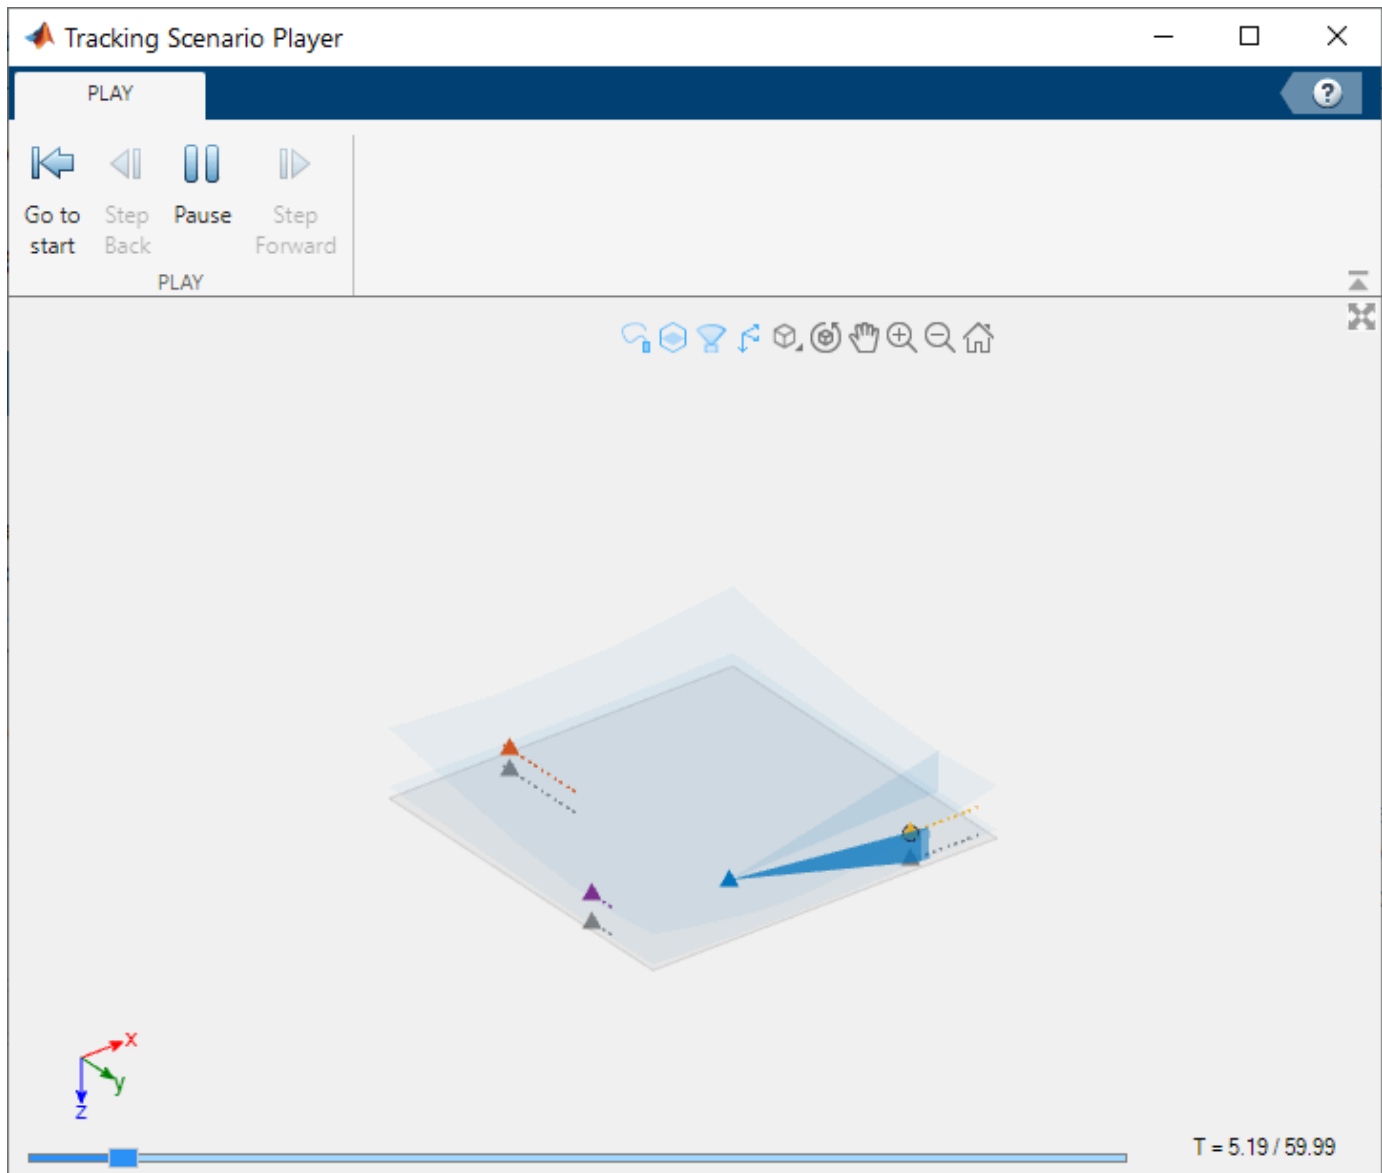 Tracking Scenario Player
PLAY
?
Go to Step Pause Step
start Back Forward
PLAY
x
y
z
T = 5.19 / 59.99